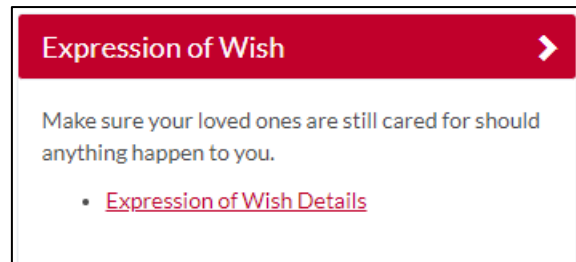 Expression of Wish
Make sure your loved ones are still cared for should
anything happen to you.
• Expression of Wish Details